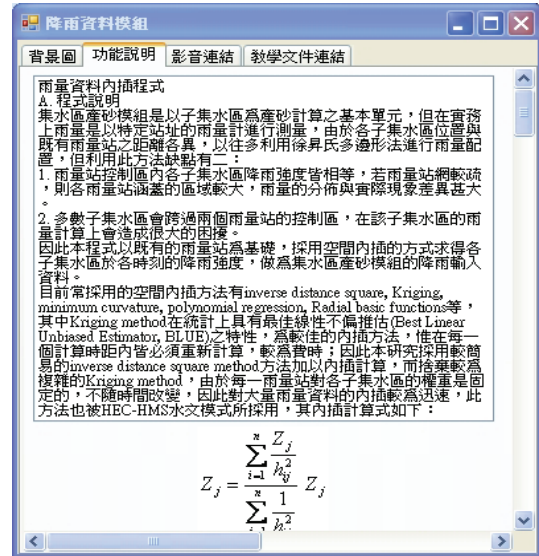 降雨資料模組
背景圖 功能說明 影音連結 教學文件連結
雨量資料內插程式
A. 程式說明
集水區產砂模組是以子集水區為產砂計算之基本單元，但在實務
上雨量是以特定站址的雨量計進行測量，由於各子集水區位置與
既有雨量站之距離各異，以往多利用徐昇氏多邊形法進行雨量配
置，但利用此方法缺點有二：
1. 雨量站控制區內各子集水區降雨強度皆相等，若雨量站網較疏
，則各雨量站涵蓋的區域較大，雨量的分佈與實際現象差異甚大
。
2. 多數子集水區會跨過兩個雨量站的控制區，在該子集水區的雨
量計算上會造成很大的困擾。
因此本程式以既有的雨量站為基礎，採用空間內插的方式求得各
子集水區於各時刻的降雨強度，做為集水區產砂模組的降雨輸入
資料。
目前常採用的空間內插方法有inverse distance square, Kriging,
minimum curvature, polynomial regression, Radial basic functions等，
其中Kriging method在統計上具有最佳線性不偏推估(Best Linear
Unbiased Estimator, BLUE)之特性，為較佳的內插方法，惟在每一
個計算時距內皆必須重新計算，較為費時；因此本研究採用較簡
易的inverse distance square method方法加以內插計算，而捨棄較為
複雜的Kriging method，由於每一雨量站對各子集水區的權重是固
定的，不隨時間改變，因此對大量雨量資料的內插較為迅速，此
方法也被HEC-HMS水文模式所採用，其內插計算式如下：
Z_j = \frac{\sum_{i=1}^{n} \frac{Z_j}{h_{ij}^2}}{\sum_{i=1}^{n} \frac{1}{h_{ij}^2}} Z_j